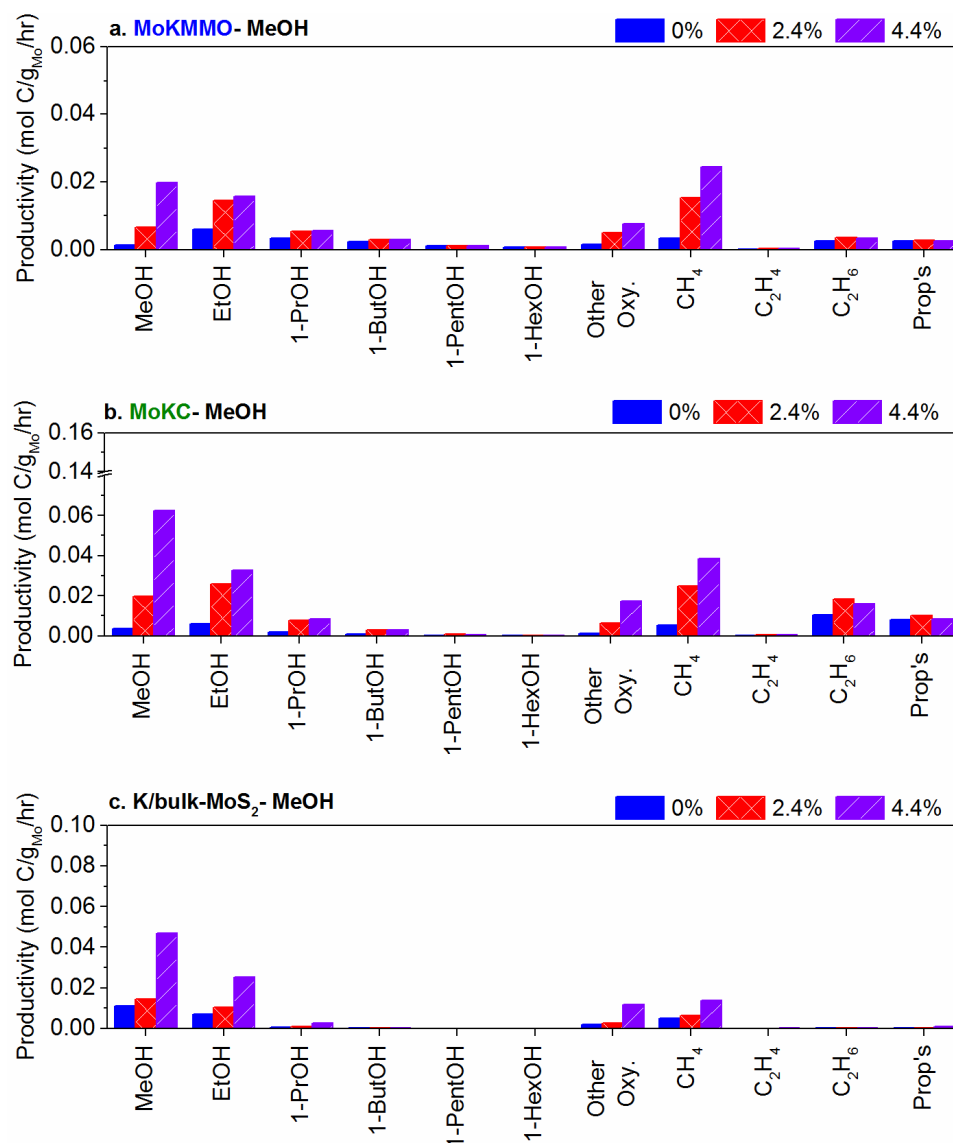 a. MoKMMO- MeOH
0% 2.4% 4.4%
Productivity (mol C/g_Mo/hr)
0.06
0.04
0.02
0.00
MeOH
EtOH
1-PrOH
1-ButOH
1-PentOH
1-HexOH
Other
Oxy.
CH₄
C₂H₄
C₂H₆
Prop's
b. MoKC- MeOH
0% 2.4% 4.4%
Productivity (mol C/g_Mo/hr)
0.16
0.14
0.06
0.04
0.02
0.00
MeOH
EtOH
1-PrOH
1-ButOH
1-PentOH
1-HexOH
Other
Oxy.
CH₄
C₂H₄
C₂H₆
Prop's
c. K/bulk-MoS₂- MeOH
0% 2.4% 4.4%
Productivity (mol C/g_Mo/hr)
0.10
0.08
0.06
0.04
0.02
0.00
MeOH
EtOH
1-PrOH
1-ButOH
1-PentOH
1-HexOH
Other
Oxy.
CH₄
C₂H₄
C₂H₆
Prop's